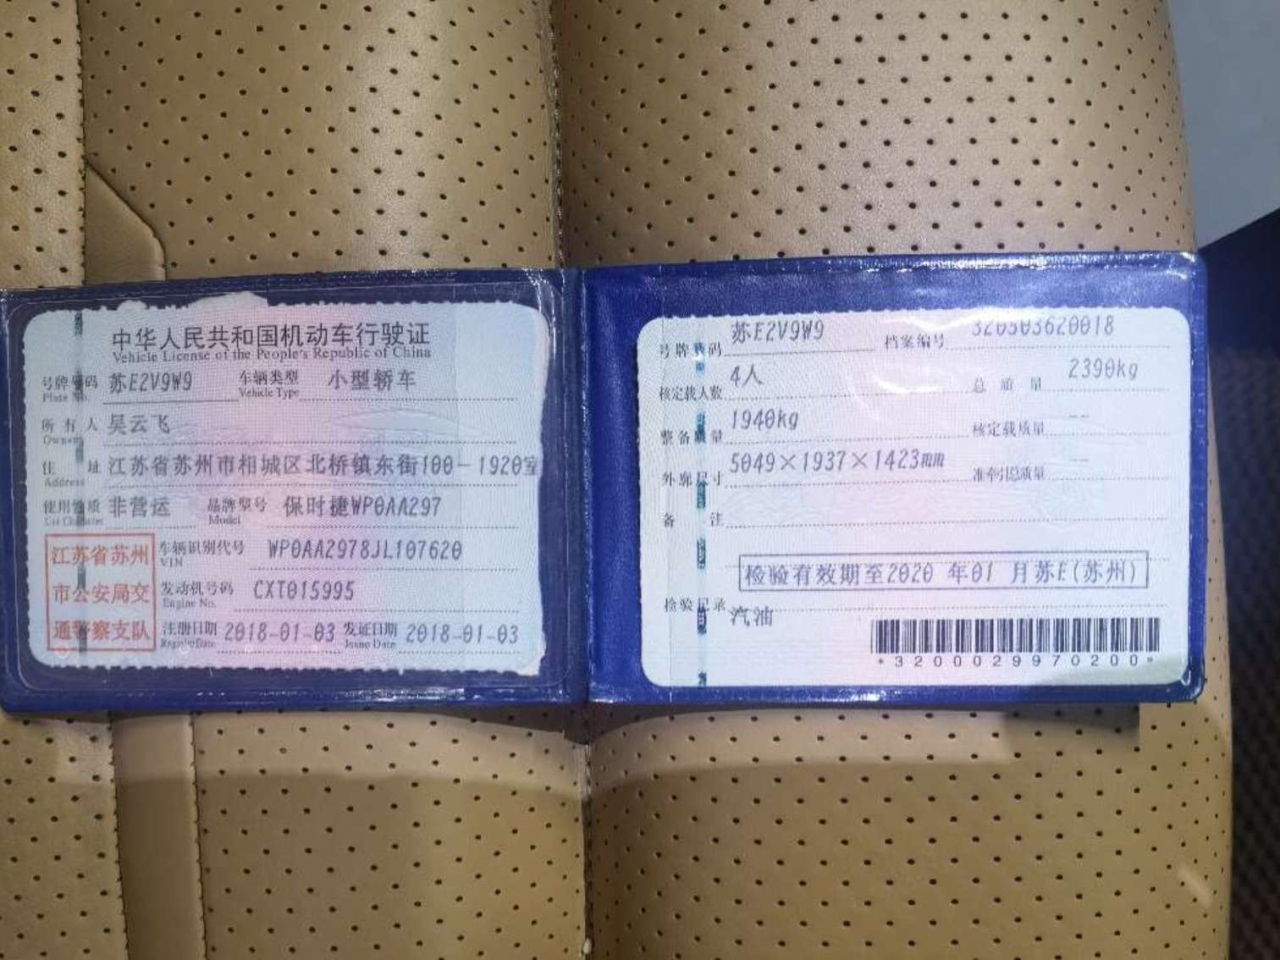 中华人民共和国机动车行驶证
Vehicle License of the People's Republic of China
号牌号码 苏E2V9W9 车辆类型 小型轿车
Plate No. Vehicle Type
所有人 吴云飞
Owner
住址 江苏省苏州市相城区北桥镇东街100-1920室
Address
使用性质 非营运 品牌型号 保时捷WP0AA297
Use Character Model
江苏省苏州
市公安局交
通警察支队
车辆识别代号 WP0AA2978JL107620
VIN
发动机号码 CXT015995
Engine No.
注册日期 2018-01-03 发证日期 2018-01-03
Register Date Issue Date
号牌号码 苏E2V9W9 档案编号 320503620018
核定载人数 4人 总质量 2390kg
整备质量 1940kg 核定载质量 --
外廓尺寸 5049×1937×1423mm 准牵引总质量 --
备注
检验有效期至2020年01月苏E(苏州)
检验记录
汽油
*3200029970200*